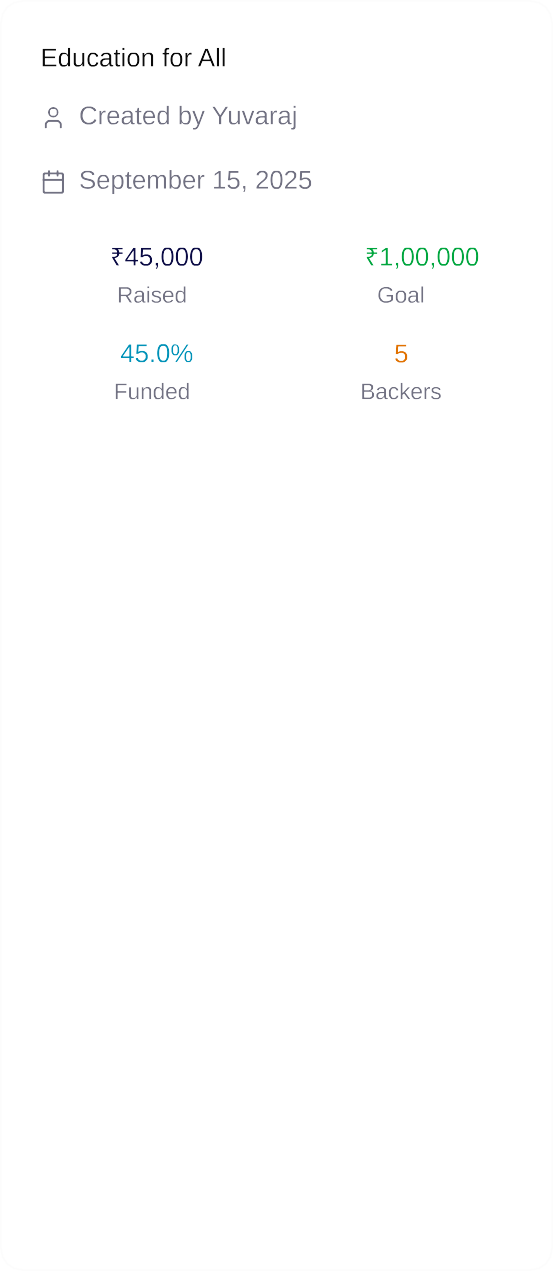 Education for All
Created by Yuvaraj
September 15, 2025
₹45,000 ₹1,00,000
Raised Goal
45.0% 5
Funded Backers